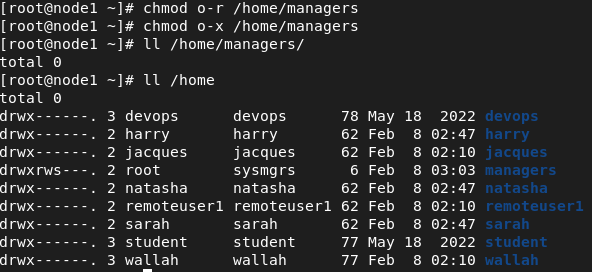 [root@node1 ~]# chmod o-r /home/managers
[root@node1 ~]# chmod o-x /home/managers
[root@node1 ~]# ll /home/managers/
total 0
[root@node1 ~]# ll /home
total 0
drwx------. 3 devops      devops      78 May 18  2022 devops
drwx------. 2 harry       harry       62 Feb  8 02:47 harry
drwx------. 2 jacques     jacques     62 Feb  8 02:10 jacques
drwxrws---. 2 root        sysmgrs      6 Feb  8 03:03 managers
drwx------. 2 natasha     natasha     62 Feb  8 02:47 natasha
drwx------. 2 remoteuser1 remoteuser1 62 Feb  8 02:10 remoteuser1
drwx------. 2 sarah       sarah       62 Feb  8 02:47 sarah
drwx------. 3 student     student     77 May 18  2022 student
drwx------. 3 wallah      wallah      77 Feb  8 02:10 wallah